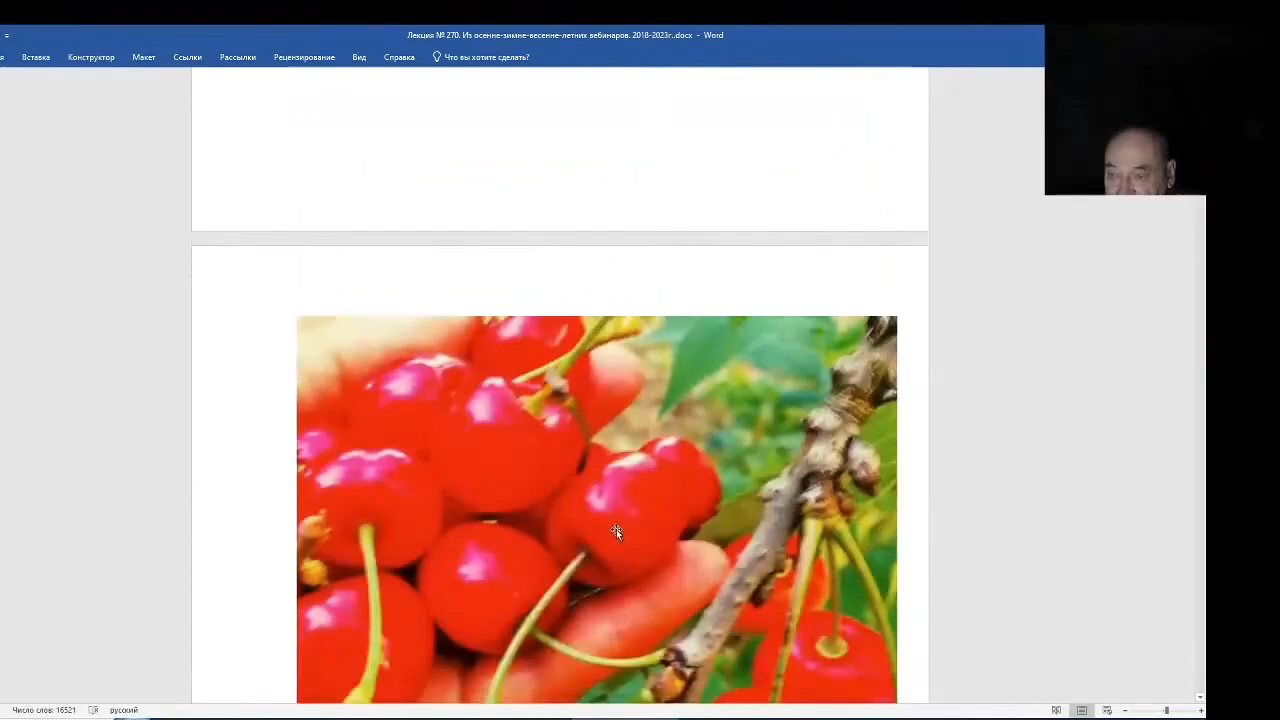 Лекция № 270. Из осенне-зимне-весенне-летних вебинаров. 2018-2023г..docx - Word
я Вставка Конструктор Макет Ссылки Рассылки Рецензирование Вид Справка Что вы хотите сделать?
Число слов: 16521 русский